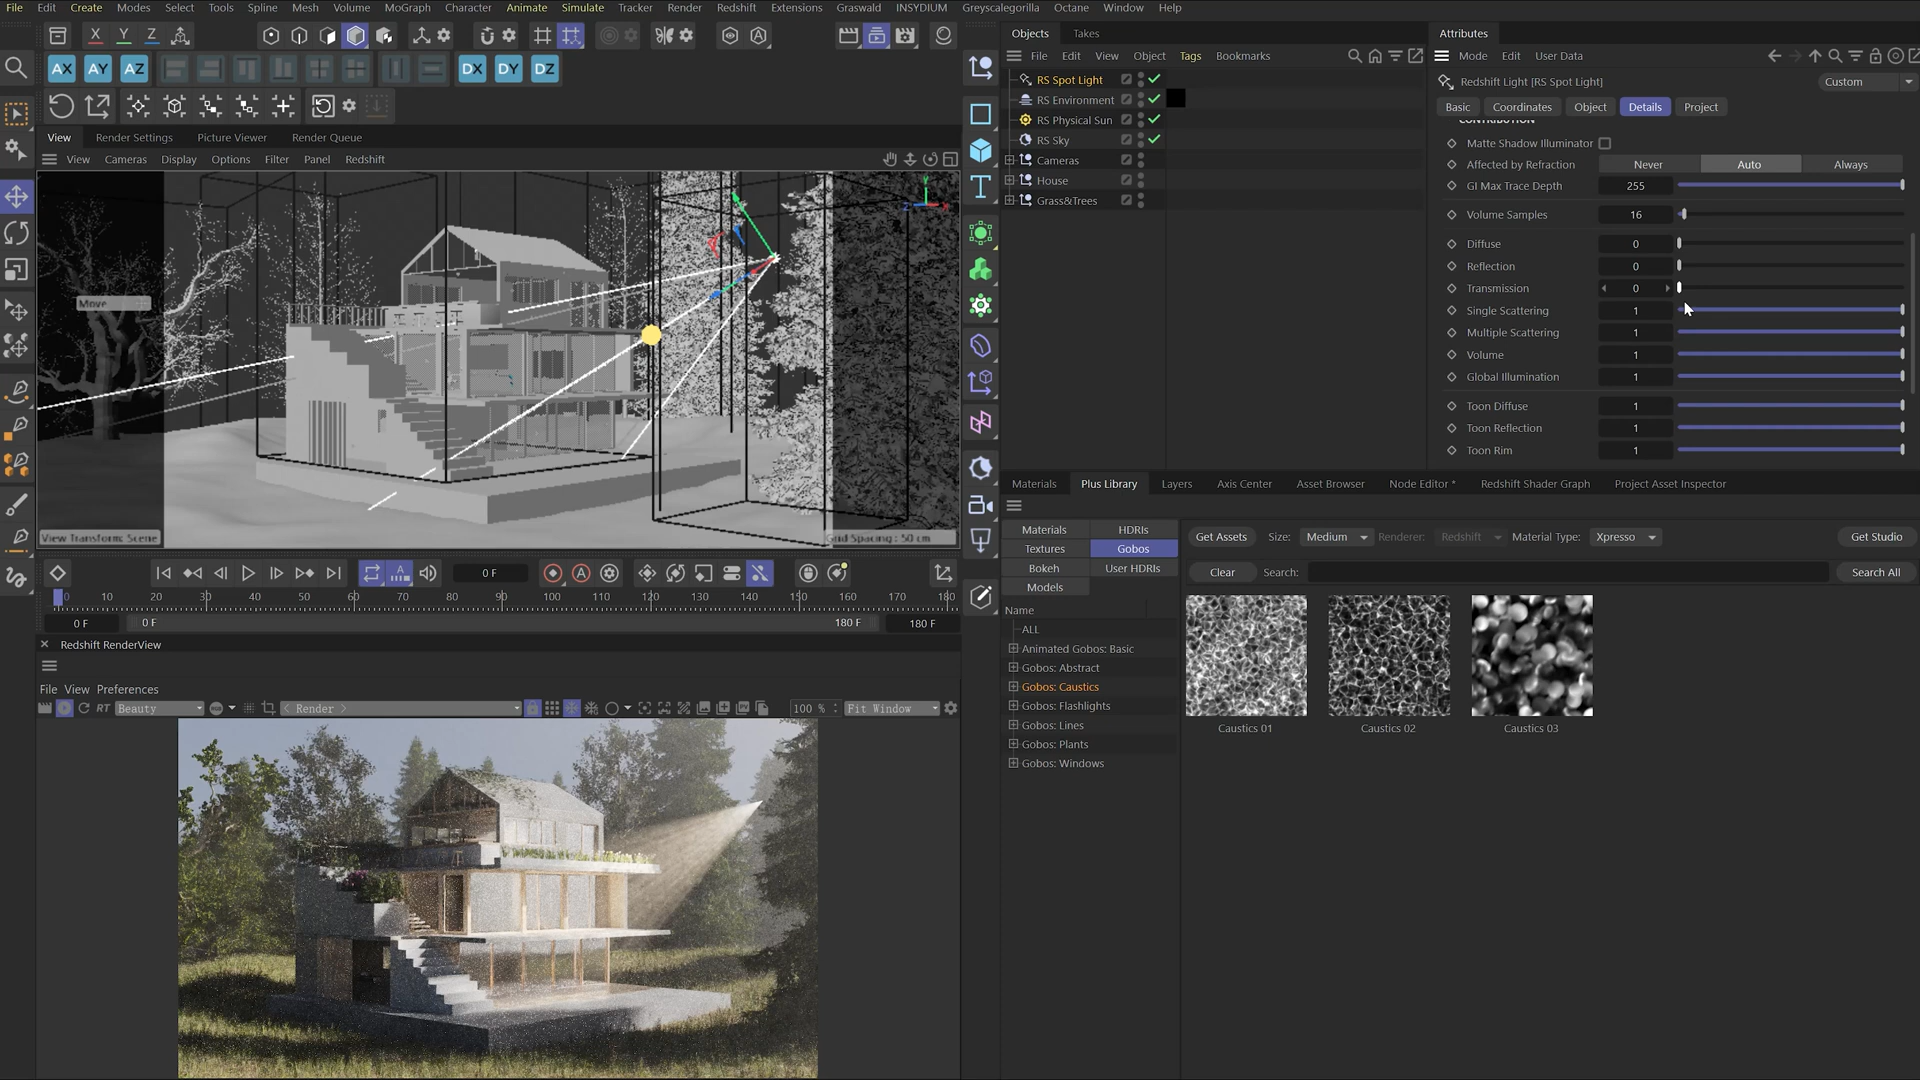 File Edit Create Modes Select Tools Spline Mesh Volume MoGraph Character Animate Simulate Tracker Render Redshift Extensions Graswald INSYDIUM Greyscalegorilla Octane Window Help
X Y Z
AX AY AZ DX DY DZ
View Render Settings Picture Viewer Render Queue
View Cameras Display Options Filter Panel Redshift
Move
Y
Z X
View Transform: Scene
Grid Spacing : 50 cm
0 F
0 10 20 30 40 50 60 70 80 90 100 110 120 130 140 150 160 170 180
0 F 0 F 180 F 180 F
Redshift RenderView
File View Preferences
RT Beauty < Render > 100 % Fit Window
Objects Takes
File Edit View Object Tags Bookmarks
RS Spot Light
RS Environment
RS Physical Sun
RS Sky
Cameras
House
Grass&Trees
Attributes
Mode Edit User Data
Redshift Light [RS Spot Light] Custom
Basic Coordinates Object Details Project
CONTRIBUTION
Matte Shadow Illuminator
Affected by Refraction Never Auto Always
GI Max Trace Depth 255
Volume Samples 16
Diffuse 0
Reflection 0
Transmission 0
Single Scattering 1
Multiple Scattering 1
Volume 1
Global Illumination 1
Toon Diffuse 1
Toon Reflection 1
Toon Rim 1
Materials Plus Library Layers Axis Center Asset Browser Node Editor * Redshift Shader Graph Project Asset Inspector
Materials HDRIs
Textures Gobos
Bokeh User HDRIs
Models
Get Assets Size: Medium Renderer: Redshift Material Type: Xpresso Get Studio
Clear Search: Search All
Name
ALL
Animated Gobos: Basic
Gobos: Abstract
Gobos: Caustics
Gobos: Flashlights
Gobos: Lines
Gobos: Plants
Gobos: Windows
Caustics 01 Caustics 02 Caustics 03